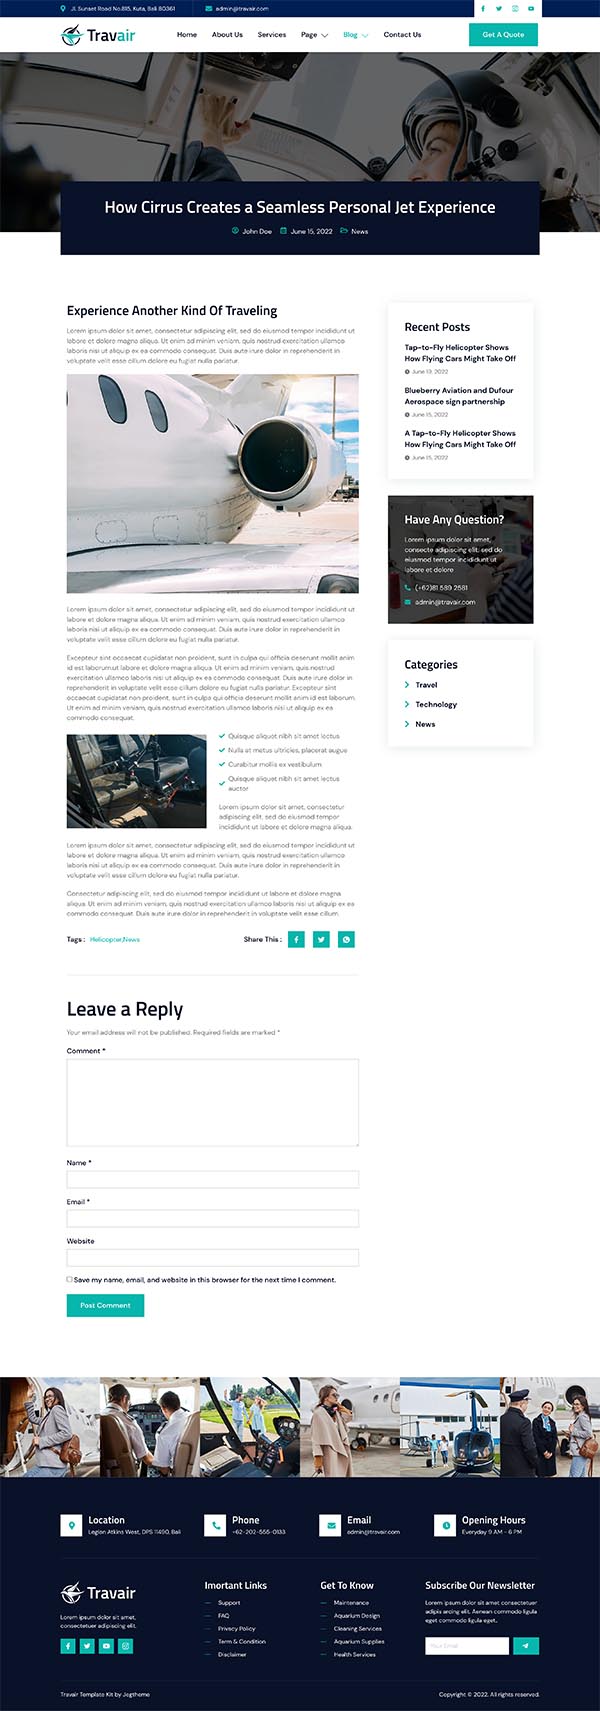 Jl. Sunset Road No.815, Kuta, Bali 80361
admin@travair.com
Travair
Home
About Us
Services
Page
Blog
Contact Us
Get A Quote
How Cirrus Creates a Seamless Personal Jet Experience
John Doe
June 15, 2022
News
Experience Another Kind Of Traveling
Lorem ipsum dolor sit amet, consectetur adipiscing elit, sed do eiusmod tempor incididunt ut
labore et dolore magna aliqua. Ut enim ad minim veniam, quis nostrud exercitation ullamco
laboris nisi ut aliquip ex ea commodo consequat. Duis aute irure dolor in reprehenderit in
voluptate velit esse cillum dolore eu fugiat nulla pariatur.
Lorem ipsum dolor sit amet, consectetur adipiscing elit, sed do eiusmod tempor incididunt ut
labore et dolore magna aliqua. Ut enim ad minim veniam, quis nostrud exercitation ullamco
laboris nisi ut aliquip ex ea commodo consequat. Duis aute irure dolor in reprehenderit in
voluptate velit esse cillum dolore eu fugiat nulla pariatur.
Excepteur sint occaecat cupidatat non proident, sunt in culpa qui officia deserunt mollit anim
id est laborum.ut labore et dolore magna aliqua. Ut enim ad minim veniam, quis nostrud
exercitation ullamco laboris nisi ut aliquip ex ea commodo consequat. Duis aute irure dolor in
reprehenderit in voluptate velit esse cillum dolore eu fugiat nulla pariatur. Excepteur sint
occaecat cupidatat non proident, sunt in culpa qui officia deserunt mollit anim id est laborum.
Ut enim ad minim veniam, quis nostrud exercitation ullamco laboris nisi ut aliquip ex ea
commodo consequat.
Quisque aliquet nibh sit amet lectus
Nulla at metus ultricies, placerat augue
Curabitur mollis ex vestibulum
Quisque aliquet nibh sit amet lectus
auctor
Lorem ipsum dolor sit amet, consectetur
adipiscing elit, sed do eiusmod tempor
incididunt ut labore et dolore magna aliqua.
Lorem ipsum dolor sit amet, consectetur adipiscing elit, sed do eiusmod tempor incididunt ut
labore et dolore magna aliqua. Ut enim ad minim veniam, quis nostrud exercitation ullamco
laboris nisi ut aliquip ex ea commodo consequat. Duis aute irure dolor in reprehenderit in
voluptate velit esse cillum dolore eu fugiat nulla pariatur.
Consectetur adipiscing elit, sed do eiusmod tempor incididunt ut labore et dolore magna
aliqua. Ut enim ad minim veniam, quis nostrud exercitation ullamco laboris nisi ut aliquip ex ea
commodo consequat. Duis aute irure dolor in reprehenderit in voluptate velit esse cillum.
Tags : Helicopter,News
Share This :
Recent Posts
Tap-to-Fly Helicopter Shows
How Flying Cars Might Take Off
June 19, 2022
Blueberry Aviation and Dufour
Aerospace sign partnership
June 15, 2022
A Tap-to-Fly Helicopter Shows
How Flying Cars Might Take Off
June 15, 2022
Have Any Question?
Lorem ipsum dolor sit amet,
consecte adipiscing elit, sed do
eiusmod tempor incididunt ut
labore et dolore
(+62)81 589 2581
admin@travair.com
Categories
Travel
Technology
News
Leave a Reply
Your email address will not be published. Required fields are marked *
Comment *
Name *
Email *
Website
Save my name, email, and website in this browser for the next time I comment.
Post Comment
Location
Legian Atkins West, DPS 11490, Bali
Phone
+62-202-555-0133
Email
admin@travair.com
Opening Hours
Everyday 9 AM - 6 PM
Travair
Lorem ipsum dolor sit amet,
consectetuer adipiscing elit.
Imortant Links
Support
FAQ
Privacy Policy
Term & Condition
Disclaimer
Get To Know
Maintenance
Aquarium Design
Cleaning Services
Aquarium Supplies
Health Services
Subscribe Our Newsletter
Lorem ipsum dolor sit amet consectetuer
adipis arcing elit. Aenean commodo ligula
eget commodo ligula eget..
Your Email
Travair Template Kit by Jegtheme
Copyright © 2022. All rights reserved.